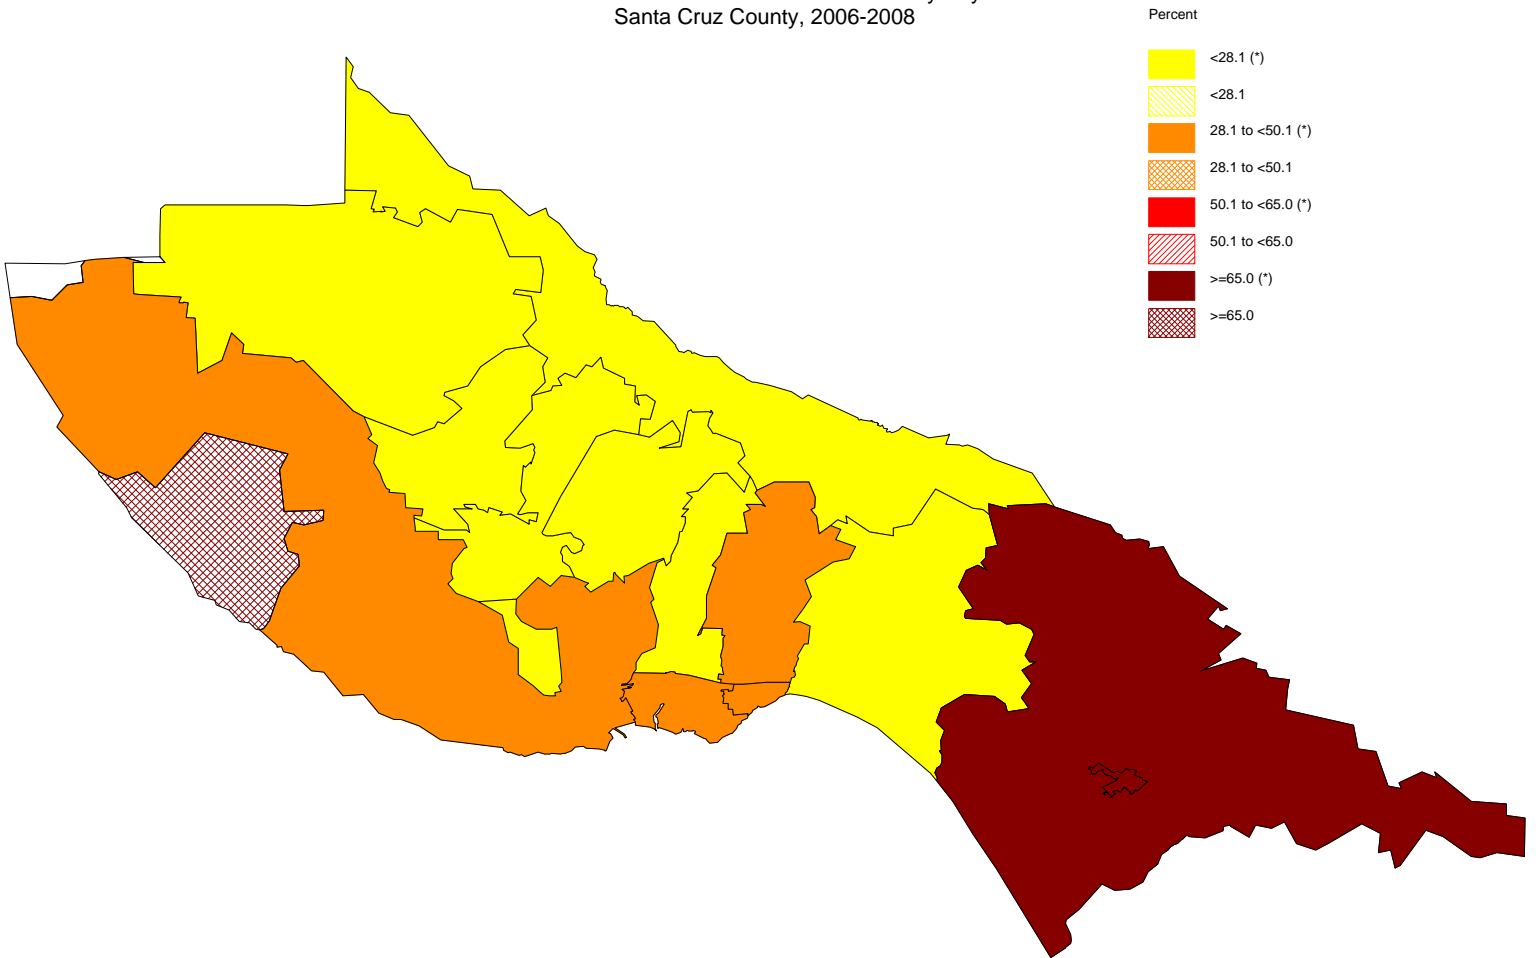 Santa Cruz County, 2006-2008
Percent
<28.1 (*)
<28.1
28.1 to <50.1 (*)
28.1 to <50.1
50.1 to <65.0 (*)
50.1 to <65.0
>=65.0 (*)
>=65.0